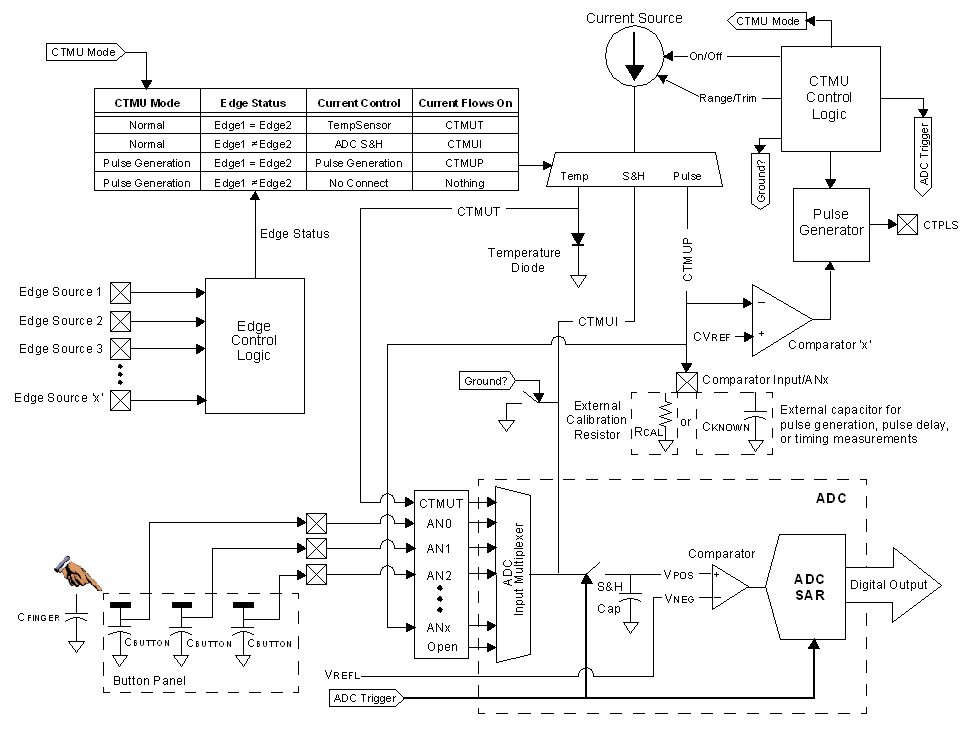 Current Source
CTMU Mode
CTMU Mode
On/Off
CTMU
Control
Logic
Range/Trim
ADC Trigger
Ground?
CTMU Mode Edge Status Current Control Current Flows On
Normal Edge1 = Edge2 TempSensor CTMUT
Normal Edge1 ≠ Edge2 ADC S&H CTMUI
Pulse Generation Edge1 = Edge2 Pulse Generation CTMUP
Pulse Generation Edge1 ≠ Edge2 No Connect Nothing
Temp S&H Pulse
CTMUT
Edge Status
Temperature
Diode
CTMUP
Pulse
Generator
CTPLS
Edge Source 1
Edge Source 2
Edge Source 3
Edge Source 'x'
Edge
Control
Logic
CTMUI
CVREF
−
+
Comparator 'x'
Ground?
Comparator Input/ANx
External
Calibration
Resistor
RCAL
or
CKNOWN
External capacitor for
pulse generation, pulse delay,
or timing measurements
ADC
CTMUT
AN0
AN1
AN2
ANx
Open
ADC
Input Multiplexer
S&H
Cap
VPOS
VNEG
Comparator
+
−
ADC
SAR
Digital Output
CFINGER
CBUTTON
CBUTTON
CBUTTON
Button Panel
VREFL
ADC Trigger